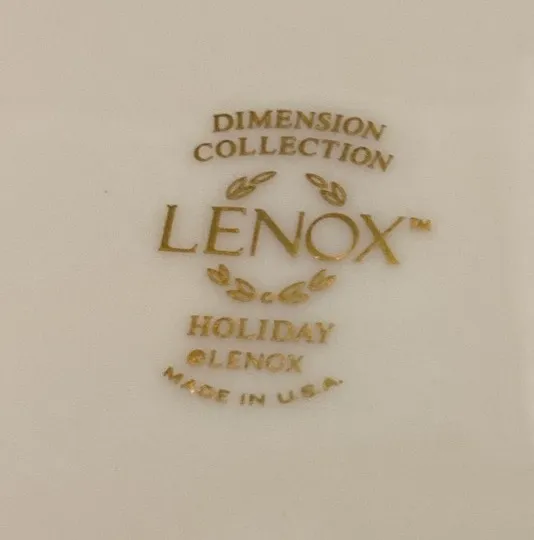 DIMENSION
COLLECTION
LENOX™
C
HOLIDAY
©LENOX
MADE IN U.S.A.